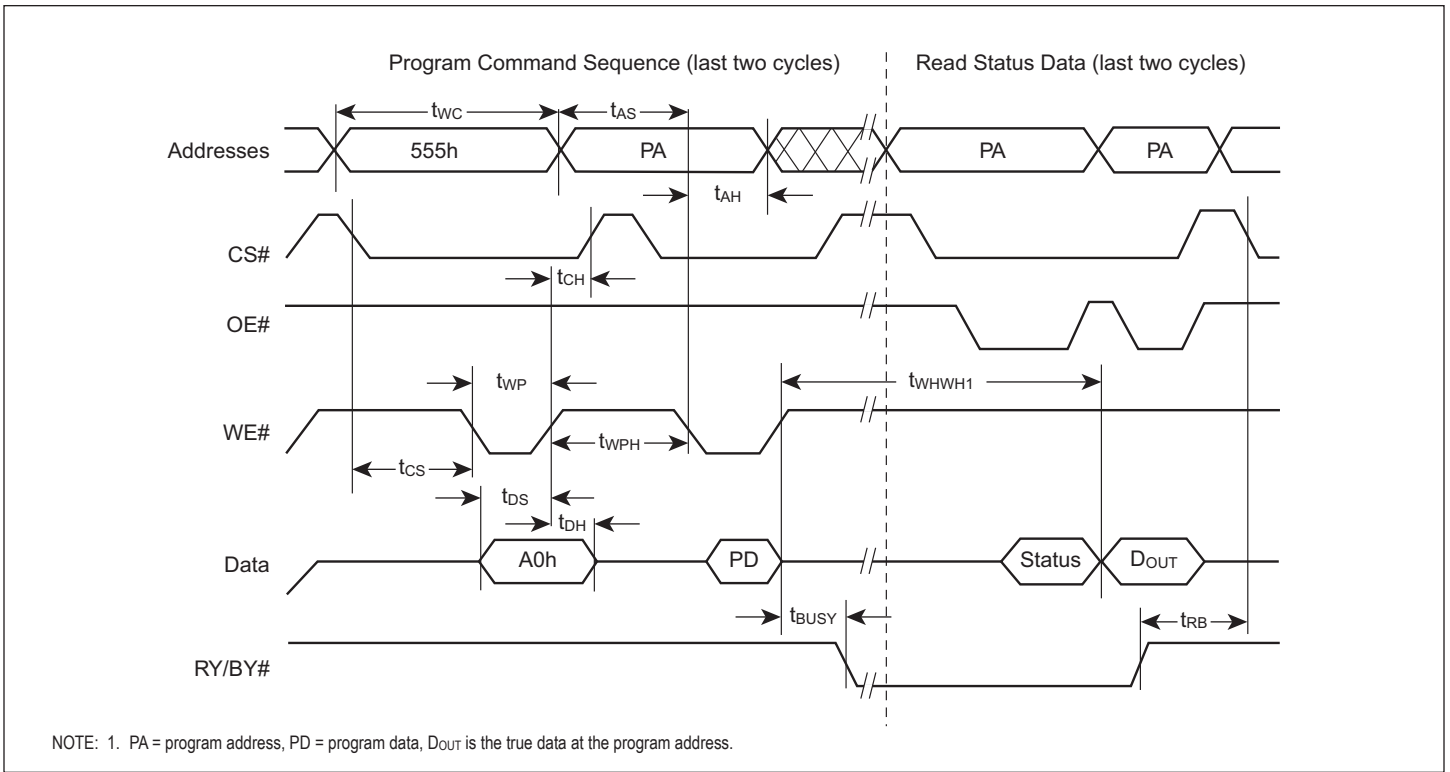 Program Command Sequence (last two cycles) Read Status Data (last two cycles)
tWC tAS
Addresses 555h PA PA PA
tAH
CS#
tCH
OE#
tWP tWHWH1
WE#
tWPH
tCS
tDS
tDH
Data A0h PD Status DOUT
tBUSY tRB
RY/BY#
NOTE: 1. PA = program address, PD = program data, DOUT is the true data at the program address.